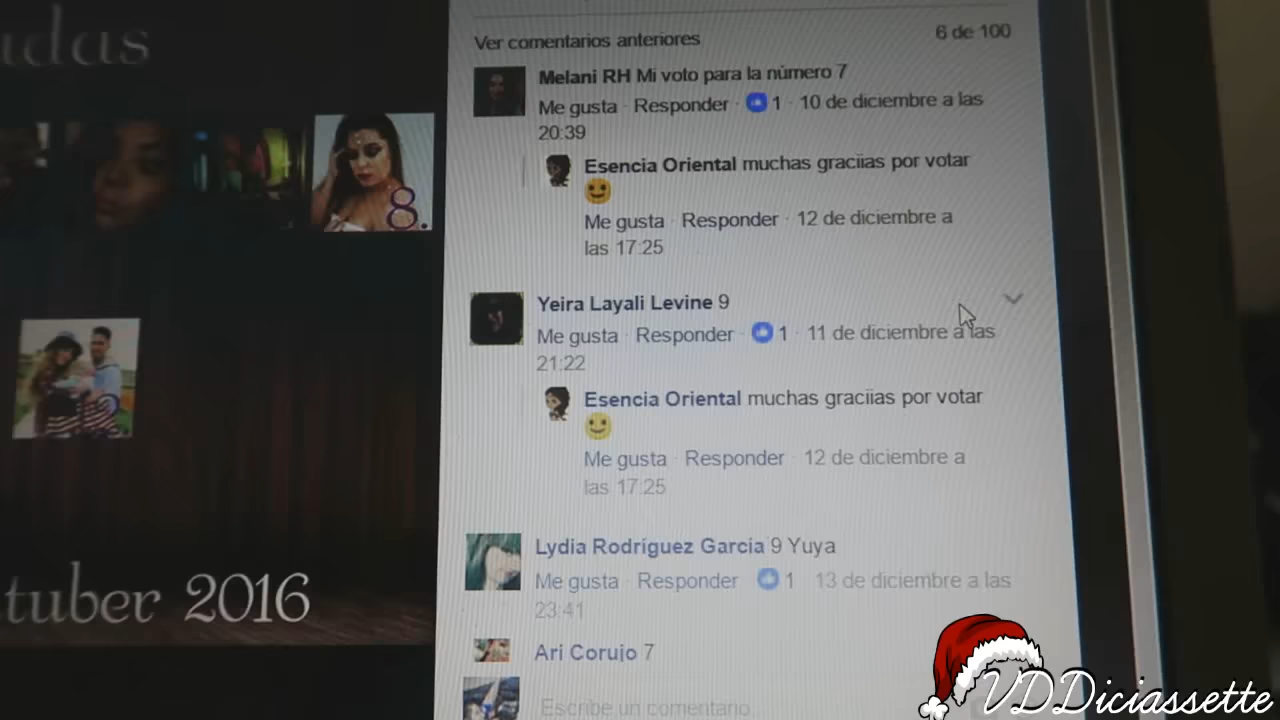 udas
8.
tuber 2016
Ver comentarios anteriores 6 de 100
Melani RH Mi voto para la número 7
Me gusta · Responder · 1 · 10 de diciembre a las
20:39
Esencia Oriental muchas graciias por votar
Me gusta · Responder · 12 de diciembre a
las 17:25
Yeira Layali Levine 9
Me gusta · Responder · 1 · 11 de diciembre a las
21:22
Esencia Oriental muchas graciias por votar
Me gusta · Responder · 12 de diciembre a
las 17:25
Lydia Rodríguez García 9 Yuya
Me gusta · Responder · 1 · 13 de diciembre a las
23:41
Ari Corujo 7
Escribe un comentario...
VDDiciassette